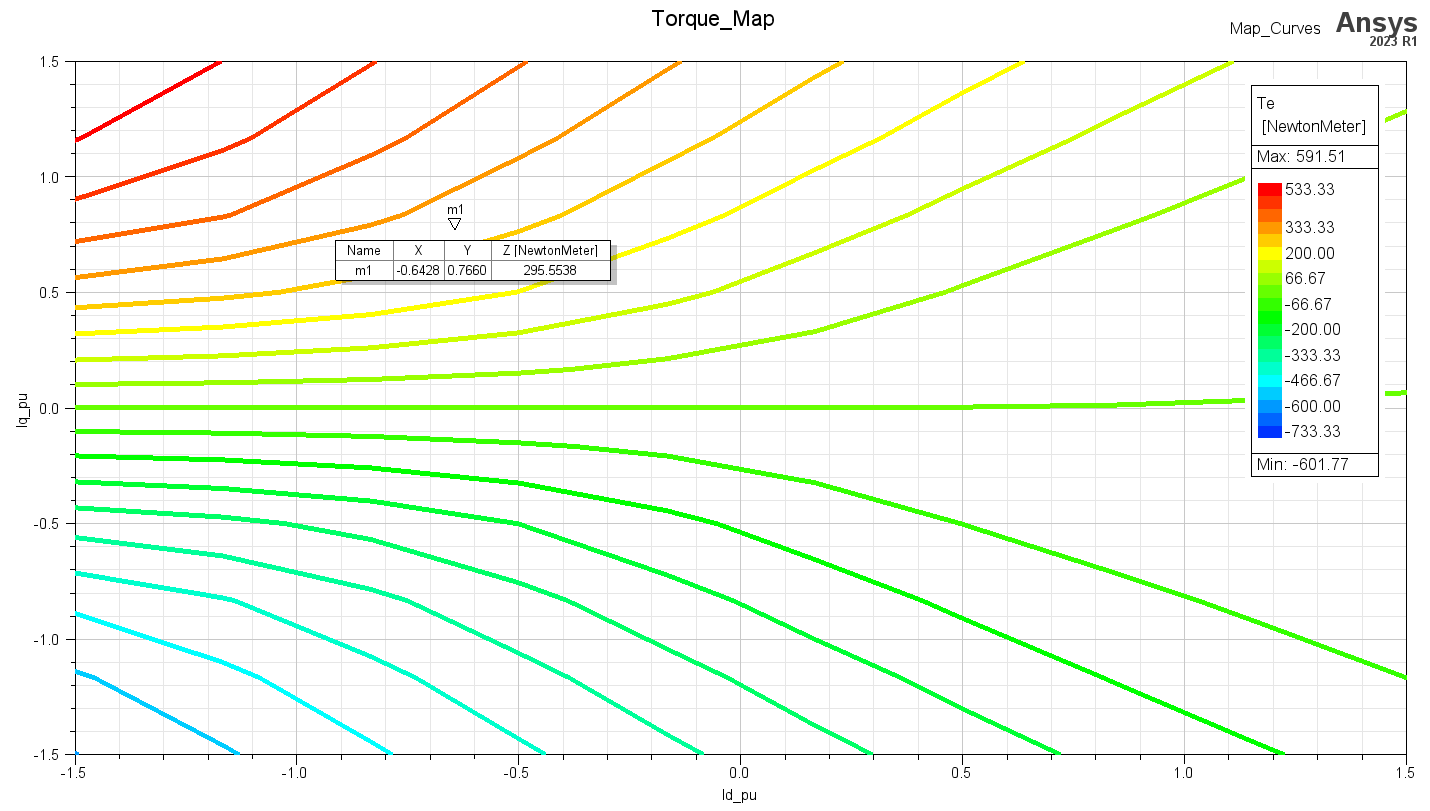 Torque_Map
Map_Curves
Ansys
2023 R1
Te
[NewtonMeter]
Max: 591.51
533.33
333.33
200.00
66.67
-66.67
-200.00
-333.33
-466.67
-600.00
-733.33
Min: -601.77
m1
Name X Y Z [NewtonMeter]
m1 -0.6428 0.7660 295.5538
1.5
1.0
0.5
0.0
-0.5
-1.0
-1.5
Iq_pu
-1.5 -1.0 -0.5 0.0 0.5 1.0 1.5
Id_pu